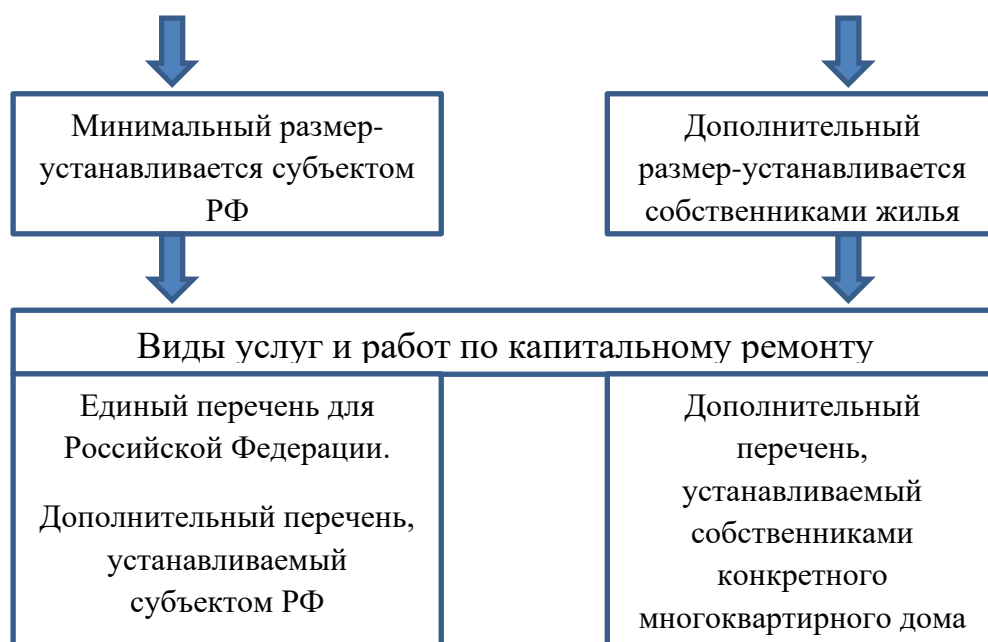 Минимальный размер-
устанавливается субъектом
РФ
Дополнительный
размер-устанавливается
собственниками жилья
Виды услуг и работ по капитальному ремонту
Единый перечень для
Российской Федерации.
Дополнительный перечень,
устанавливаемый
субъектом РФ
Дополнительный
перечень,
устанавливаемый
собственниками
конкретного
многоквартирного дома